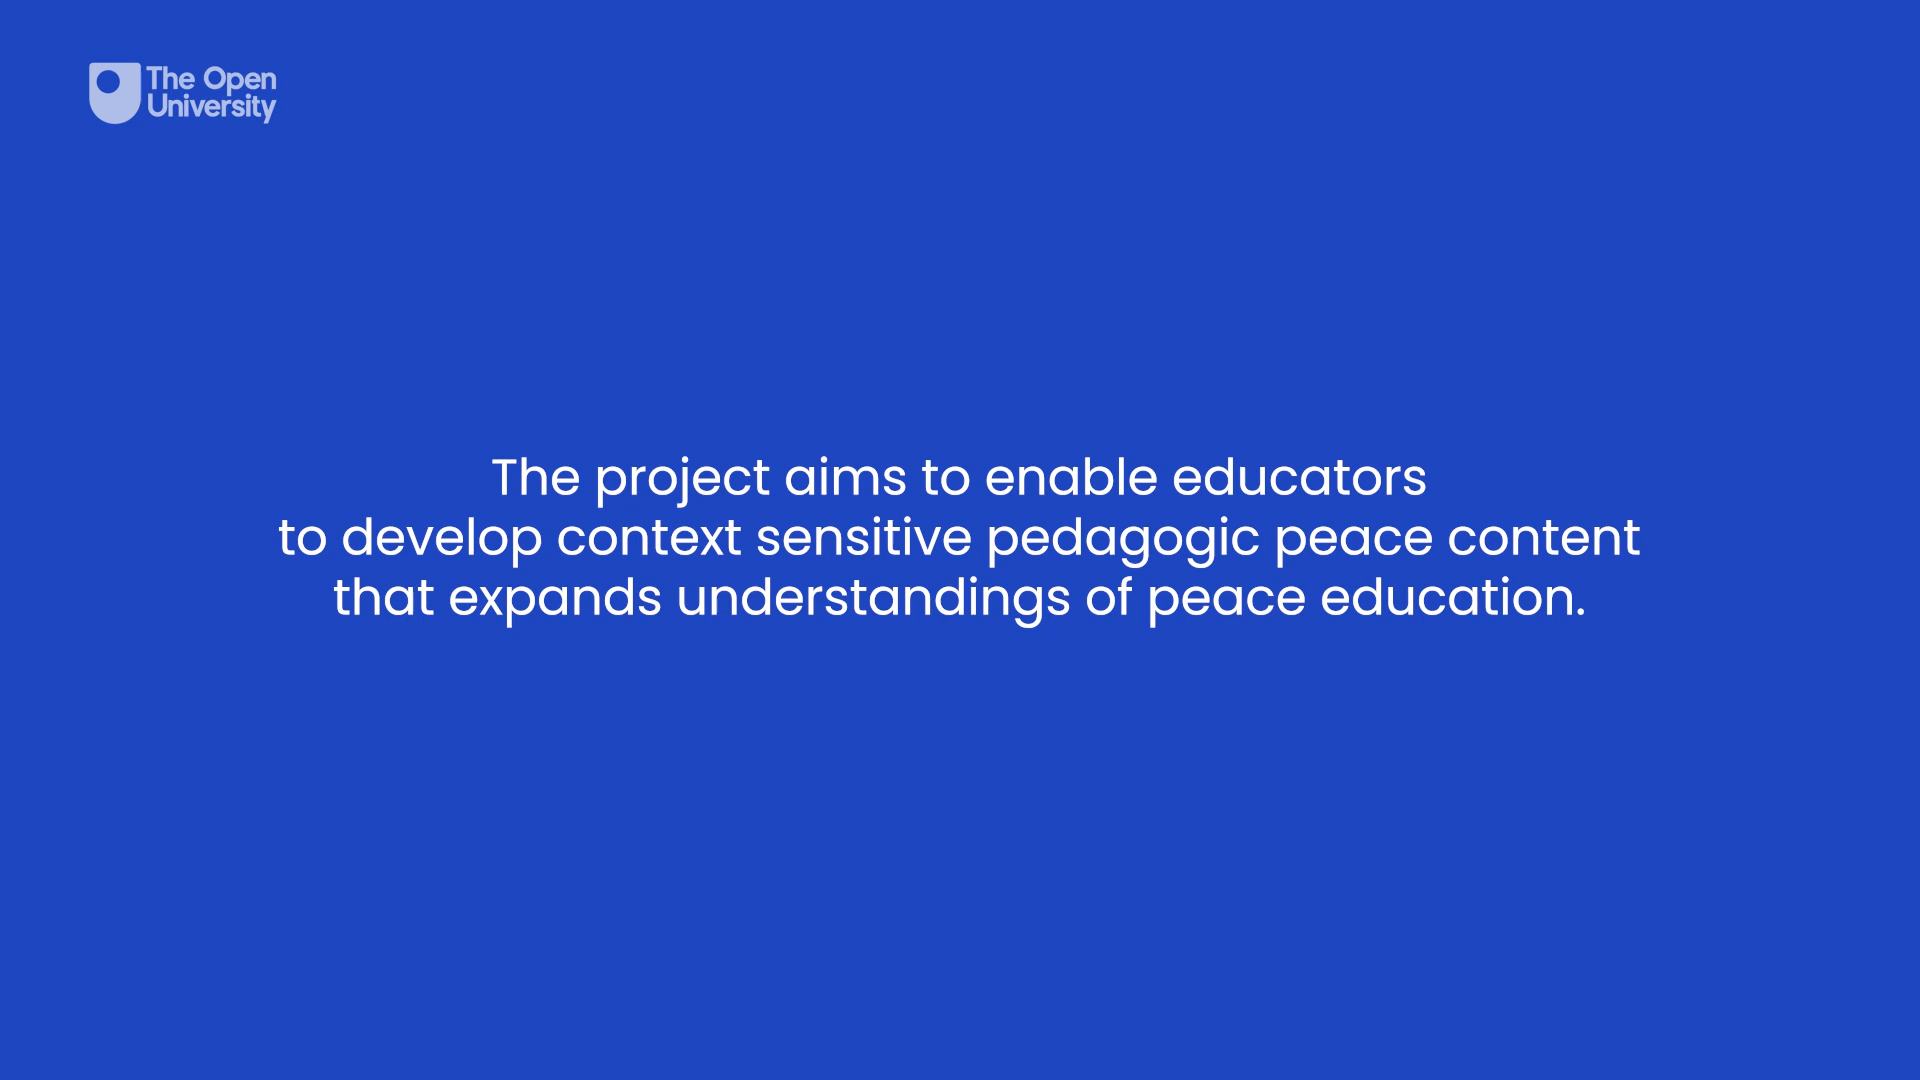 The Open
University
The project aims to enable educators
to develop context sensitive pedagogic peace content
that expands understandings of peace education.